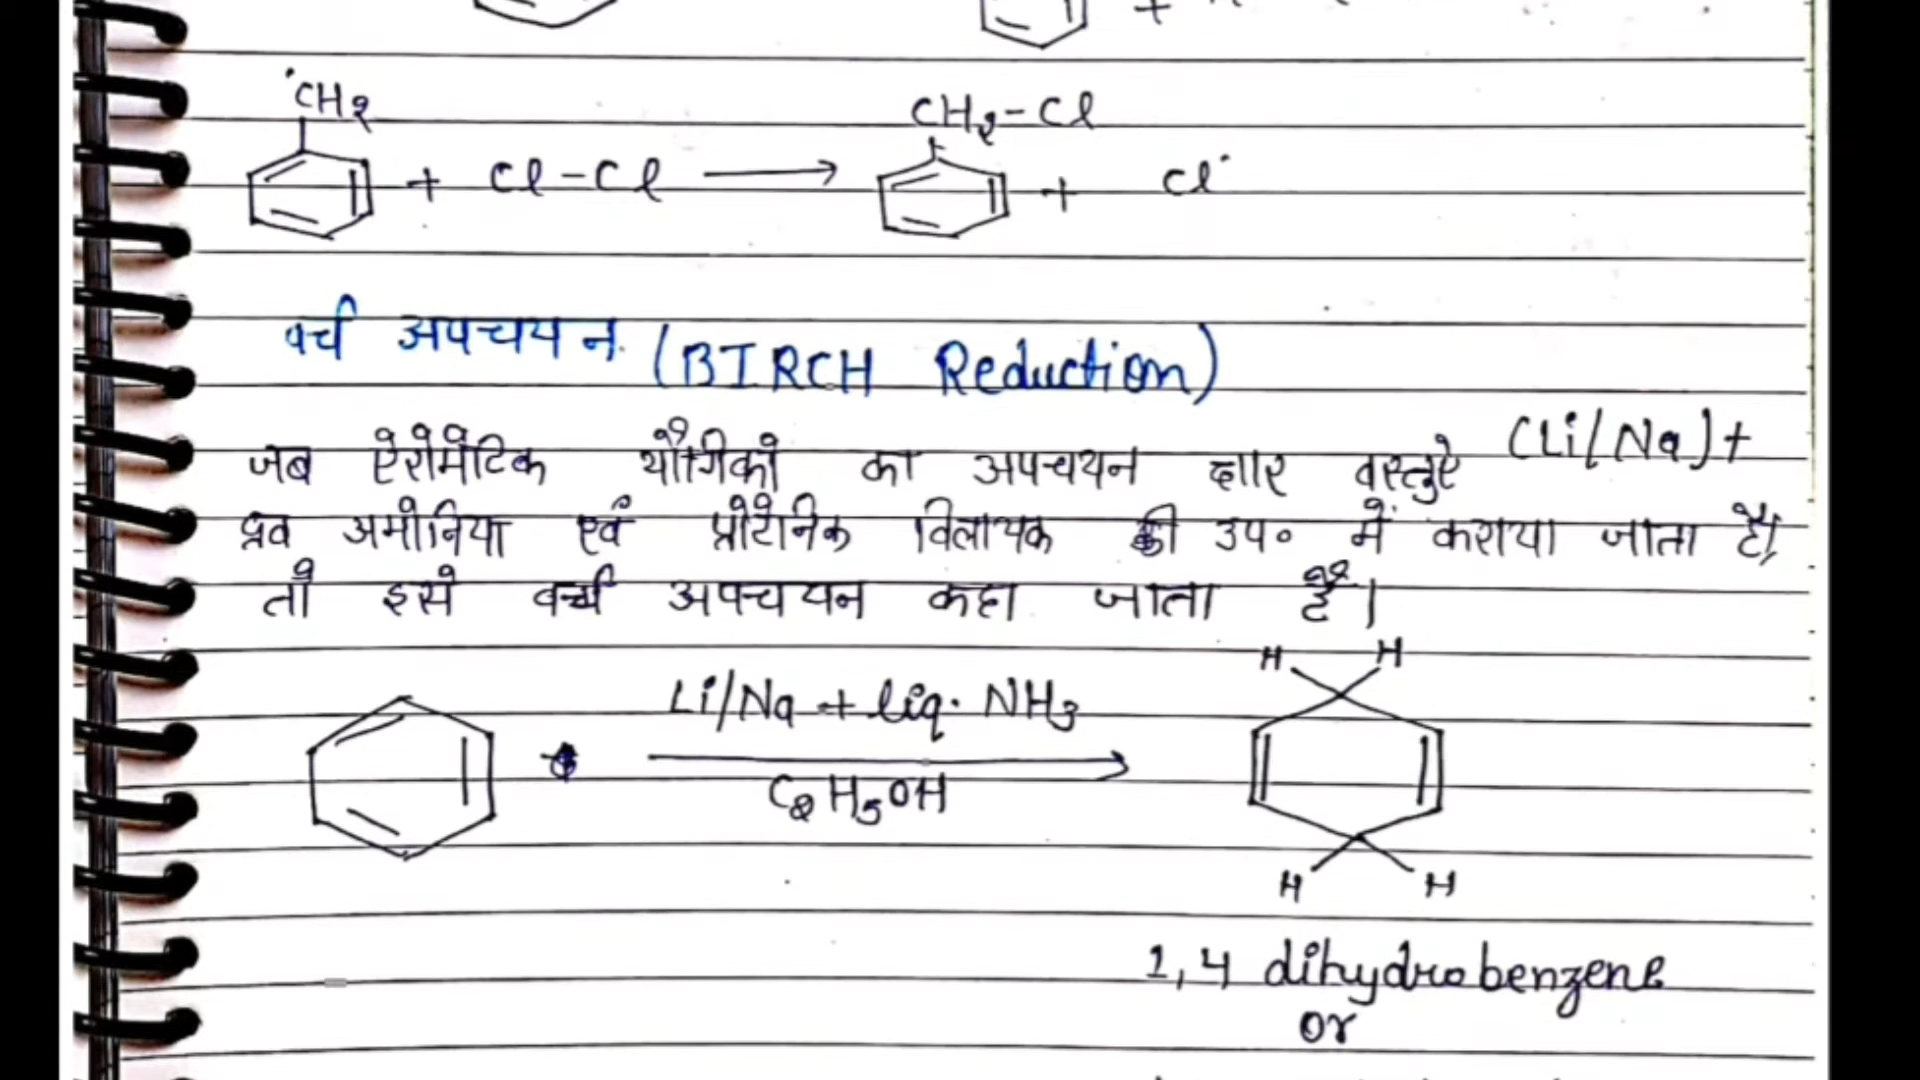 •CH2
CH2-Cl
+ Cl-Cl → + Cl•
बर्च अपचयन (BIRCH Reduction)
जब ऐरोमेटिक यौगिकों का अपचयन क्षार वस्तुएे (Li/Na)+
द्रव अमोनिया एवं प्रोटोनिक विलायक की उप० में कराया जाता है,
तो इसे बर्च अपचयन कहा जाता है।
H H
Li/Na + liq. NH3
C2H5OH
H H
1,4 dihydrobenzene
or